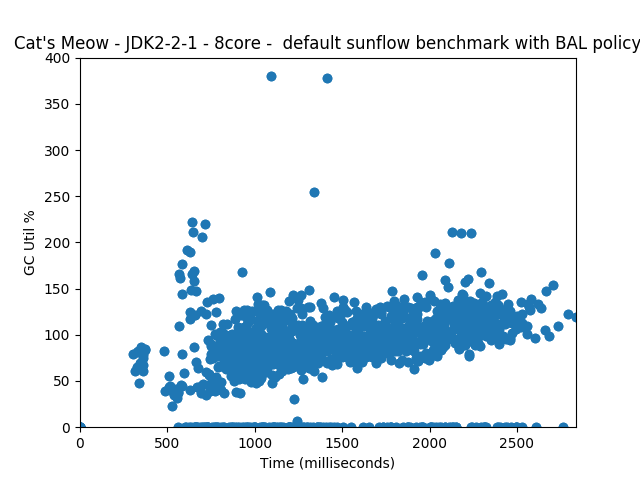 Cat's Meow - JDK2-2-1 - 8core -  default sunflow benchmark with BAL policy
400
350
300
250
200
150
100
50
0
GC Util %
0 500 1000 1500 2000 2500
Time (milliseconds)